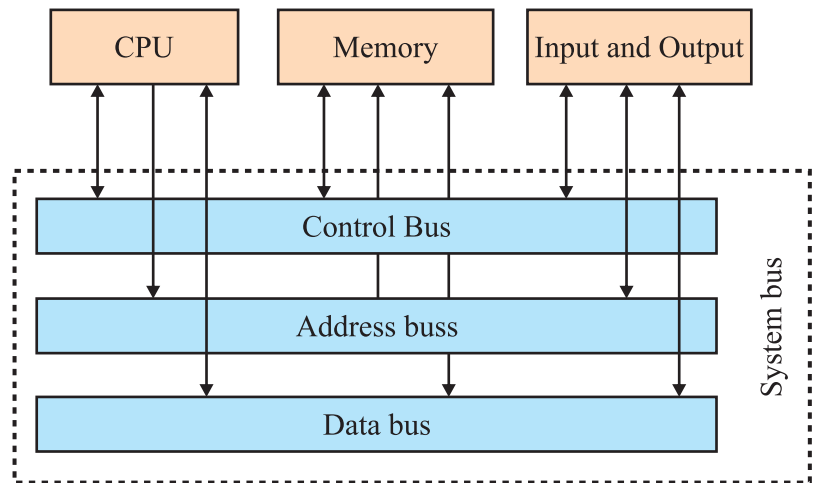 CPU
Memory
Input and Output
Control Bus
Address buss
Data bus
System bus